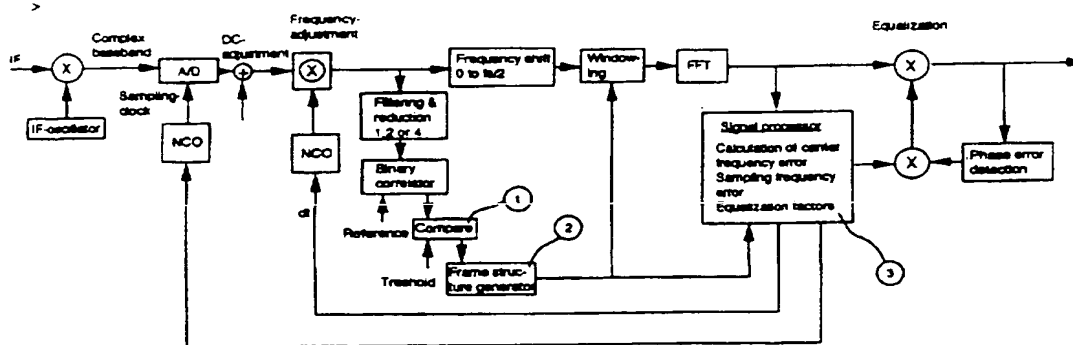 >
IF
X
IF-oscillator
Complex
baseband
A/D
Sampling-
clock
NCO
DC-
adjustment
+
Frequency-
adjustment
X
NCO
df
Filtering &
reduction
1, 2 or 4
Binary
correlator
Reference
Compare
1
Treshold
Frame struc-
ture generator
2
Frequency shift
0 to fs/2
Window-
ing
FFT
Signal processor
Calculation of center
frequency error
Sampling frequency
error
Equalization factors
3
Equalization
X
X
Phase error
detection